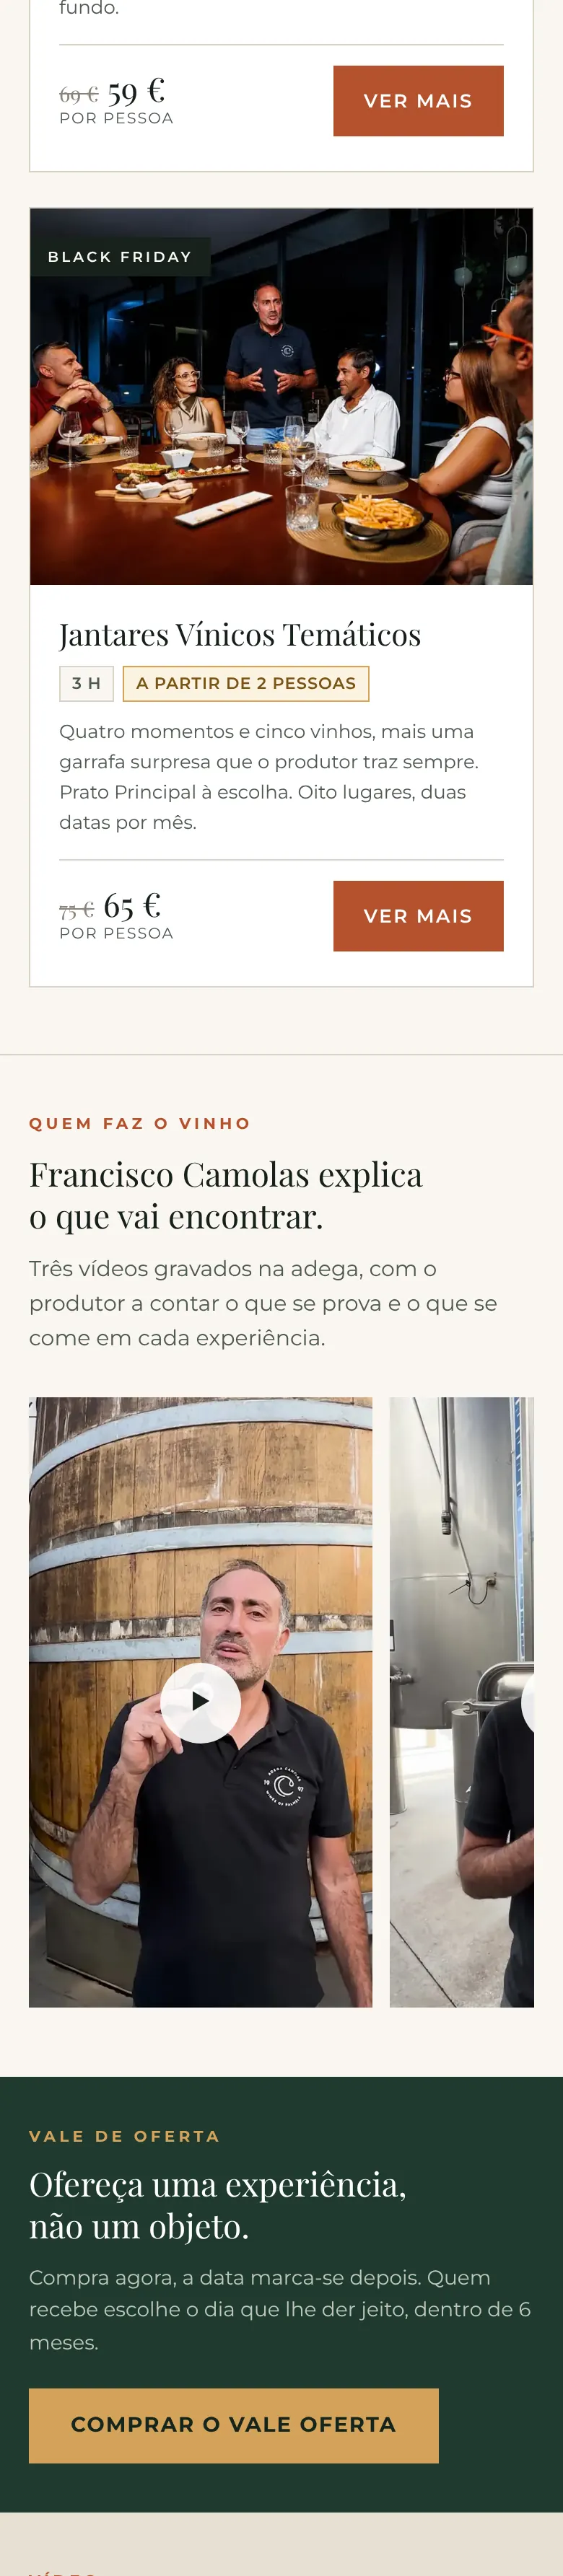 fundo.
69 € 59 €
POR PESSOA
VER MAIS
BLACK FRIDAY
Jantares Vínicos Temáticos
3 H
A PARTIR DE 2 PESSOAS
Quatro momentos e cinco vinhos, mais uma
garrafa surpresa que o produtor traz sempre.
Prato Principal à escolha. Oito lugares, duas
datas por mês.
75 € 65 €
POR PESSOA
VER MAIS
QUEM FAZ O VINHO
Francisco Camolas explica
o que vai encontrar.
Três vídeos gravados na adega, com o
produtor a contar o que se prova e o que se
come em cada experiência.
VALE DE OFERTA
Ofereça uma experiência,
não um objeto.
Compra agora, a data marca-se depois. Quem
recebe escolhe o dia que lhe der jeito, dentro de 6
meses.
COMPRAR O VALE OFERTA